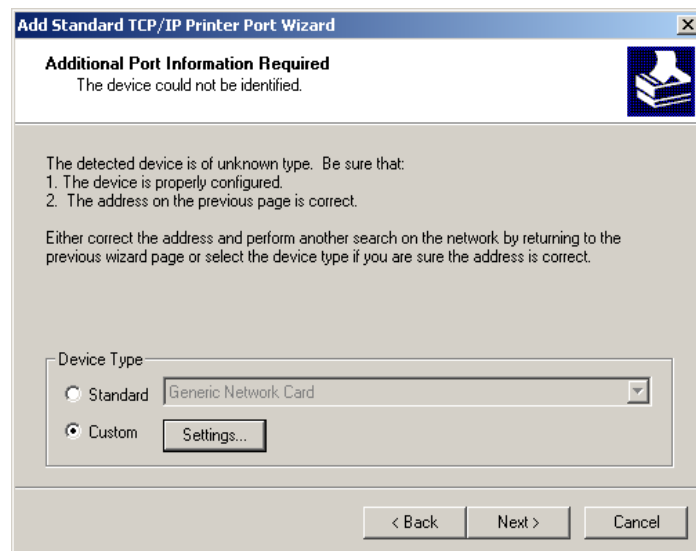 Add Standard TCP/IP Printer Port Wizard
Additional Port Information Required
The device could not be identified.
The detected device is of unknown type. Be sure that:
1. The device is properly configured.
2. The address on the previous page is correct.
Either correct the address and perform another search on the network by returning to the
previous wizard page or select the device type if you are sure the address is correct.
Device Type
Standard Generic Network Card
Custom Settings...
< Back Next > Cancel